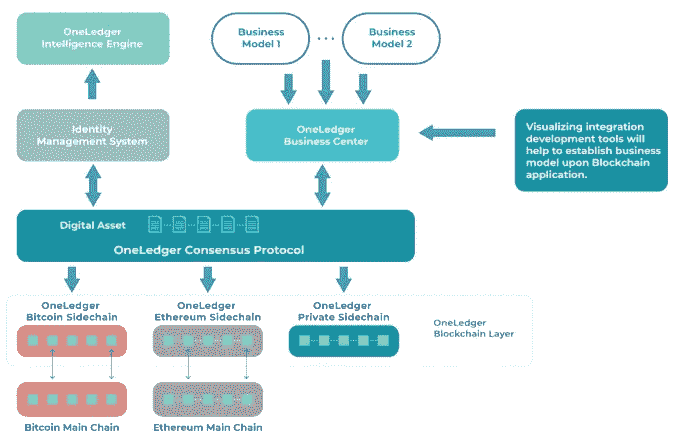 OneLedger
Intelligence Engine
Business
Model 1
...
Business
Model 2
Identity
Management System
OneLedger
Business Center
Visualizing integration
development tools will
help to establish business
model upon Blockchain
application.
Digital Asset
OneLedger Consensus Protocol
OneLedger
Bitcoin Sidechain
OneLedger
Ethereum Sidechain
OneLedger
Private Sidechain
OneLedger
Blockchain Layer
Bitcoin Main Chain
Ethereum Main Chain